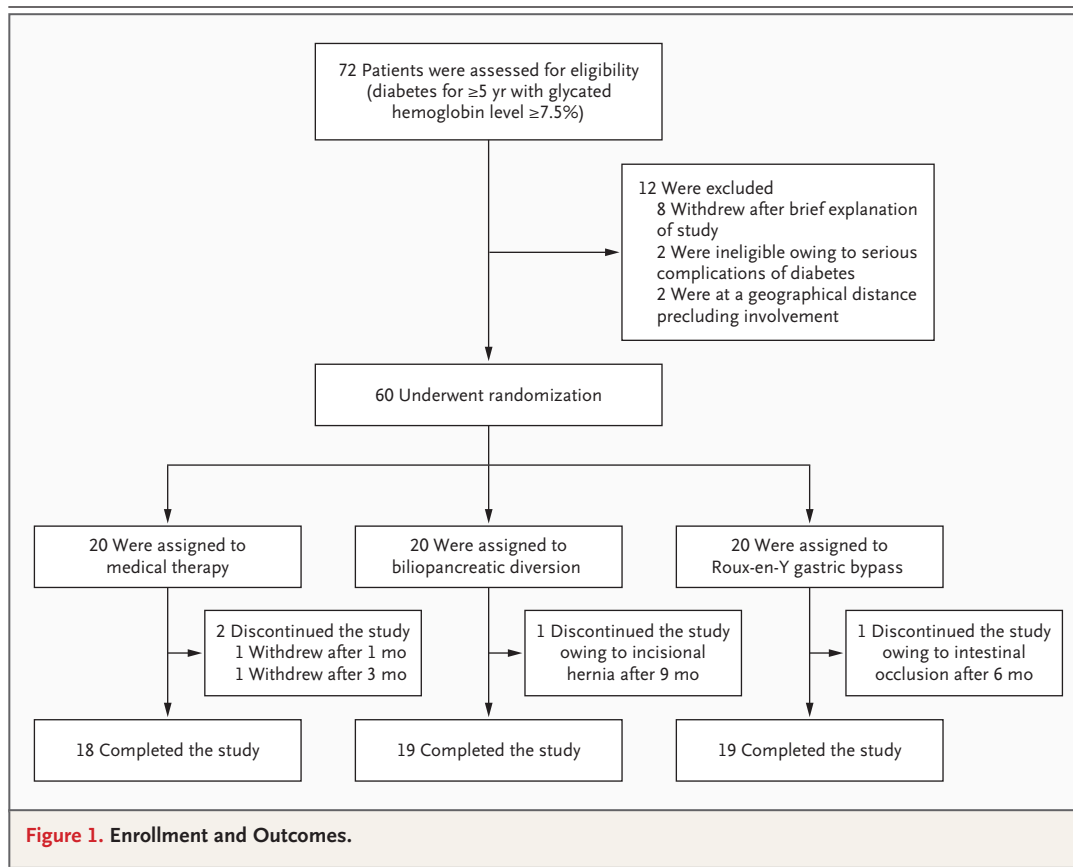 72 Patients were assessed for eligibility
(diabetes for ≥5 yr with glycated
hemoglobin level ≥7.5%)
12 Were excluded
8 Withdrew after brief explanation
of study
2 Were ineligible owing to serious
complications of diabetes
2 Were at a geographical distance
precluding involvement
60 Underwent randomization
20 Were assigned to
medical therapy
20 Were assigned to
biliopancreatic diversion
20 Were assigned to
Roux-en-Y gastric bypass
2 Discontinued the study
1 Withdrew after 1 mo
1 Withdrew after 3 mo
1 Discontinued the study
owing to incisional
hernia after 9 mo
1 Discontinued the study
owing to intestinal
occlusion after 6 mo
18 Completed the study
19 Completed the study
19 Completed the study
Figure 1. Enrollment and Outcomes.